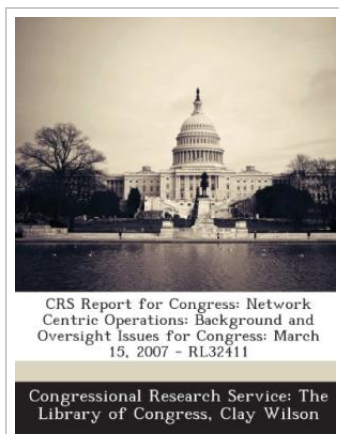 CRS Report for Congress: Network
Centric Operations: Background and
Oversight Issues for Congress: March
15, 2007 - RL32411
Congressional Research Service: The
Library of Congress, Clay Wilson